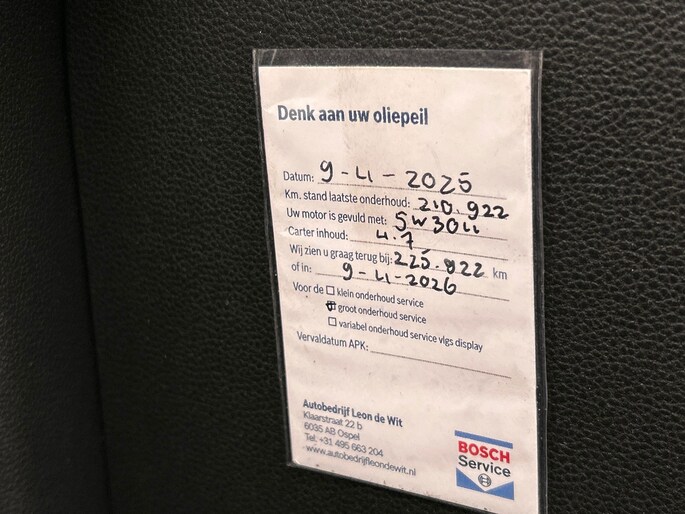 Denk aan uw oliepeil
Datum: 9-4-2025
Km. stand laatste onderhoud: 210.922
Uw motor is gevuld met: 5W304
Carter inhoud: 4.7
Wij zien u graag terug bij: 225.922 km
of in: 9-4-2026
Voor de ☐ klein onderhoud service
☑ groot onderhoud service
☐ variabel onderhoud service vlgs display
Vervaldatum APK:
Autobedrijf Leon de Wit
Klaarstraat 22 b
6035 AB Ospel
Tel: +31 495 663 204
www.autobedrijfleondewit.nl
BOSCH
Service